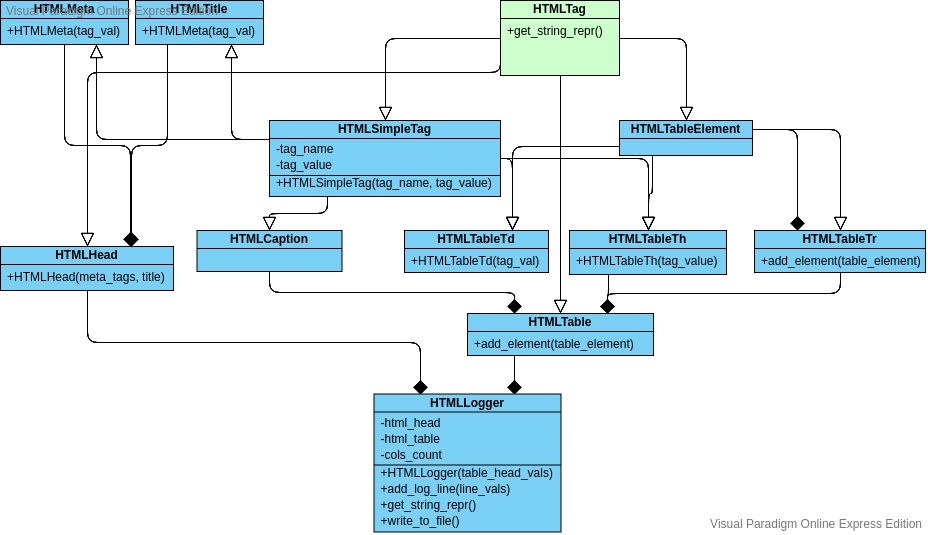 Visual Paradigm Online Express Edition
HTMLMeta
+HTMLMeta(tag_val)
HTMLTitle
+HTMLMeta(tag_val)
HTMLTag
+get_string_repr()
HTMLSimpleTag
-tag_name
-tag_value
+HTMLSimpleTag(tag_name, tag_value)
HTMLTableElement
HTMLCaption
HTMLTableTd
+HTMLTableTd(tag_val)
HTMLTableTh
+HTMLTableTh(tag_value)
HTMLTableTr
+add_element(table_element)
HTMLHead
+HTMLHead(meta_tags, title)
HTMLTable
+add_element(table_element)
HTMLLogger
-html_head
-html_table
-cols_count
+HTMLLogger(table_head_vals)
+add_log_line(line_vals)
+get_string_repr()
+write_to_file()
Visual Paradigm Online Express Edition